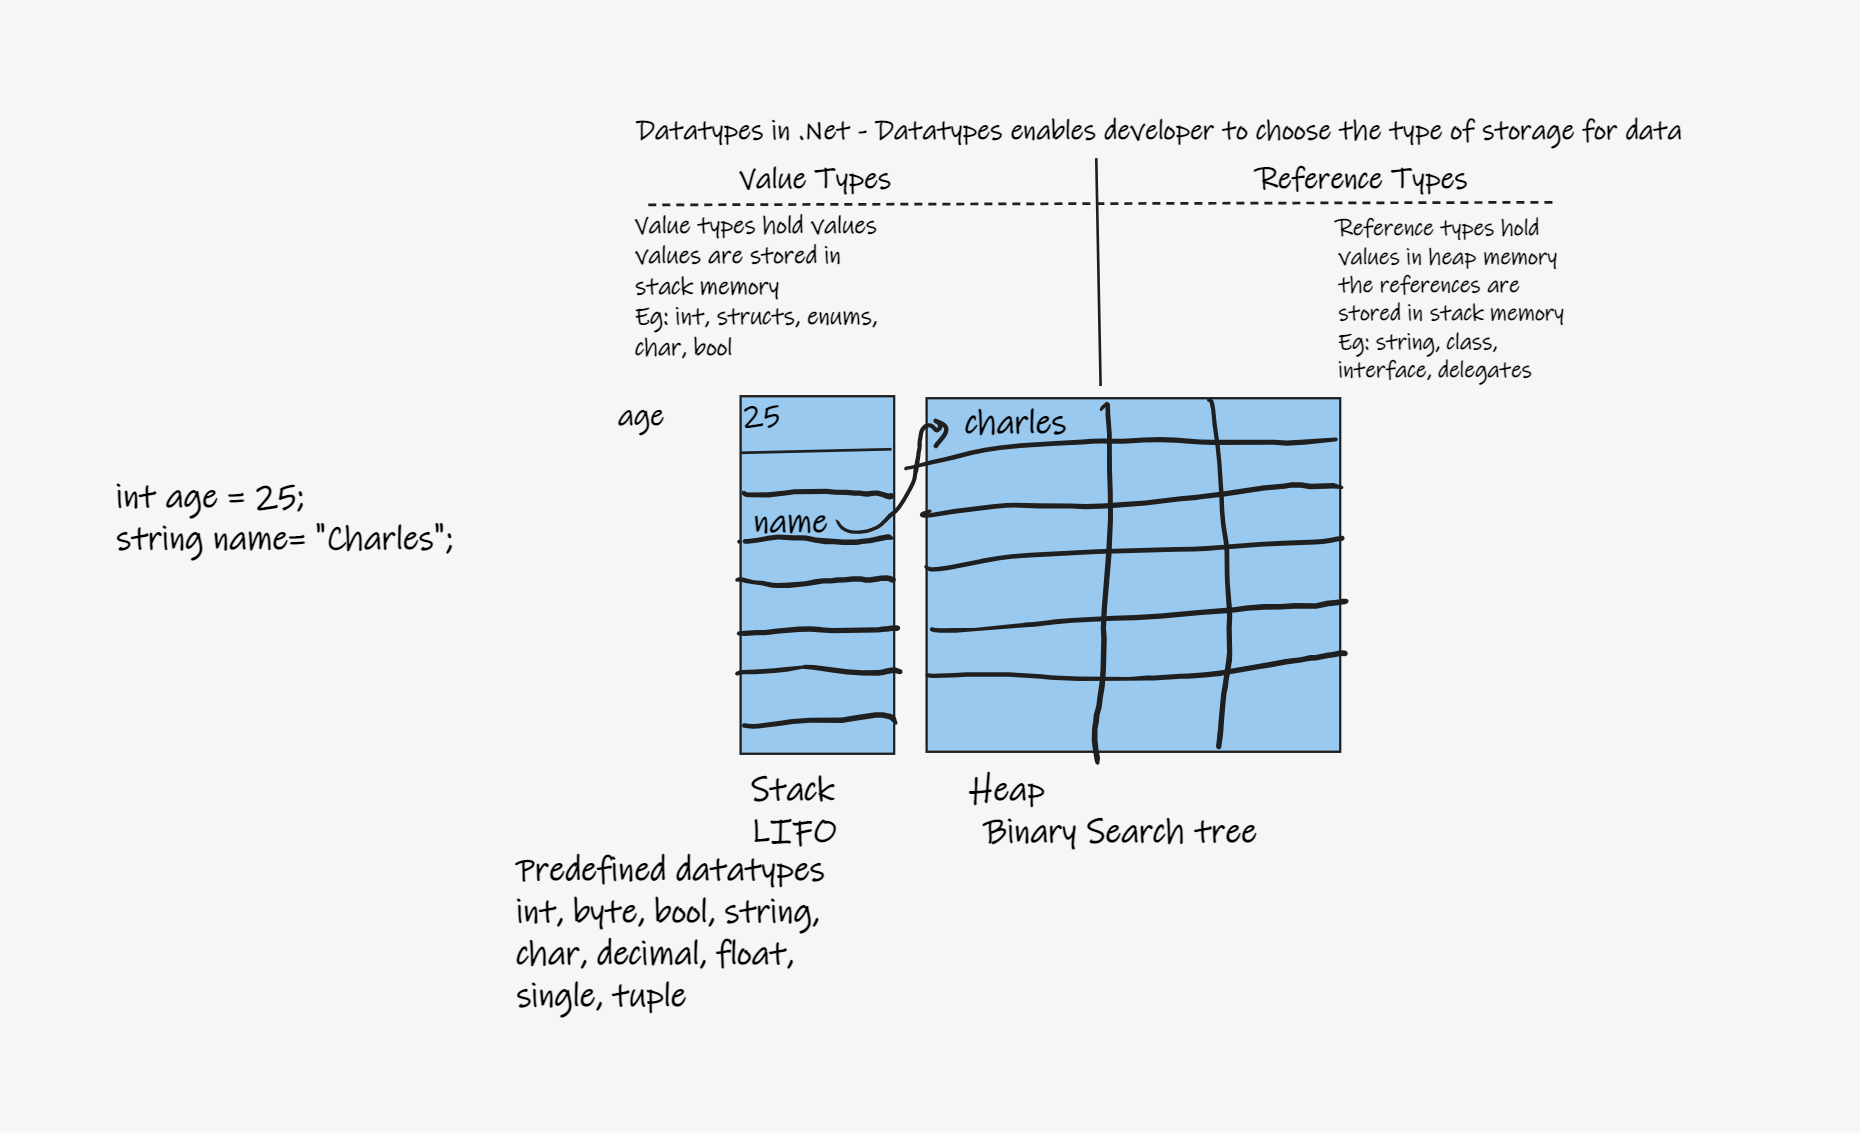 Datatypes in .Net - Datatypes enables developer to choose the type of storage for data
Value Types
Reference Types
Value types hold values
values are stored in
stack memory
Eg: int, structs, enums,
char, bool
Reference types hold
values in heap memory
the references are
stored in stack memory
Eg: string, class,
interface, delegates
age
25
charles
name
int age = 25;
string name= "Charles";
Stack
LIFO
Heap
Binary Search tree
Predefined datatypes
int, byte, bool, string,
char, decimal, float,
single, tuple